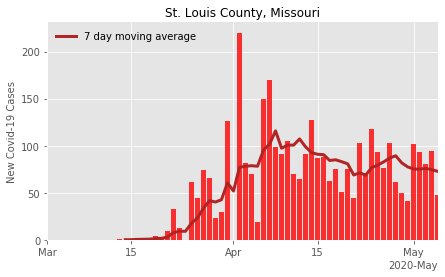 St. Louis County, Missouri
7 day moving average
New Covid-19 Cases
200
150
100
50
0
Mar 15 Apr 15 May
2020-May